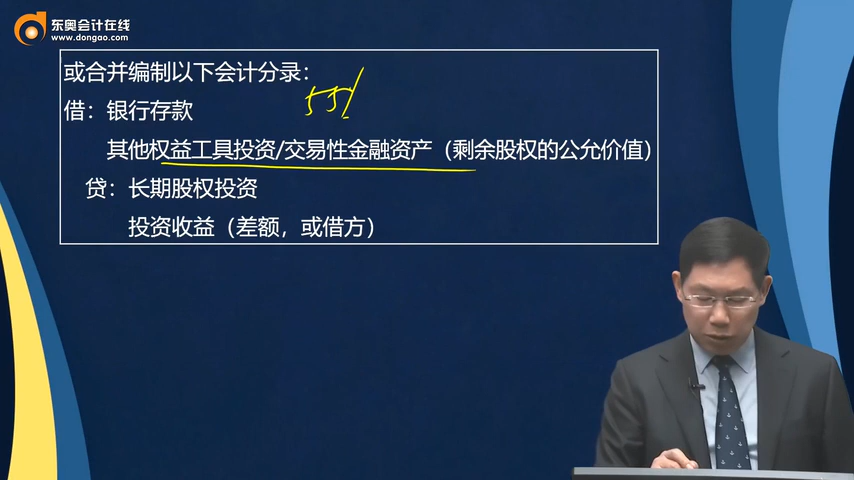 东奥会计在线
www.dongao.com
或合并编制以下会计分录：
借：银行存款
其他权益工具投资/交易性金融资产（剩余股权的公允价值）
贷：长期股权投资
投资收益（差额，或借方）